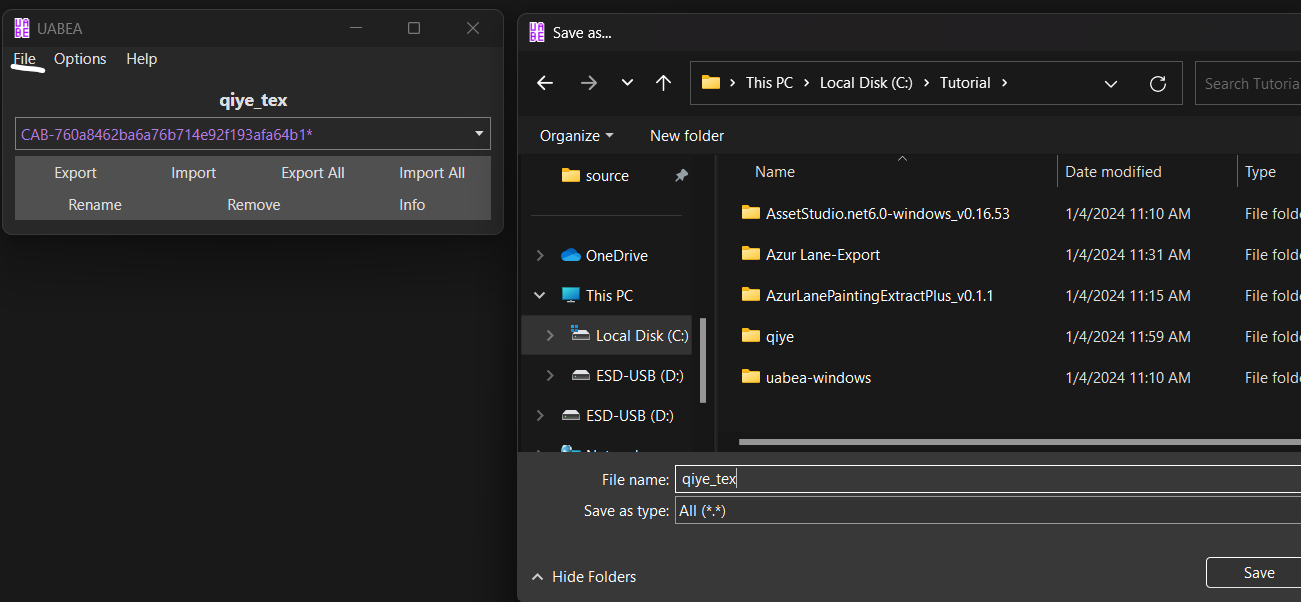 UABE UABEA
File Options Help
qiye_tex
CAB-760a8462ba6a76b714e92f193afa64b1*
Export Import Export All Import All
Rename Remove Info
UABE Save as...
This PC Local Disk (C:) Tutorial
Search Tutoria
Organize New folder
source
OneDrive
This PC
Local Disk (C:)
ESD-USB (D:)
ESD-USB (D:)
Name Date modified Type
AssetStudio.net6.0-windows_v0.16.53 1/4/2024 11:10 AM File folde
Azur Lane-Export 1/4/2024 11:31 AM File folde
AzurLanePaintingExtractPlus_v0.1.1 1/4/2024 11:15 AM File folde
qiye 1/4/2024 11:59 AM File folde
uabea-windows 1/4/2024 11:10 AM File folde
File name: qiye_tex
Save as type: All (*.*)
Hide Folders
Save